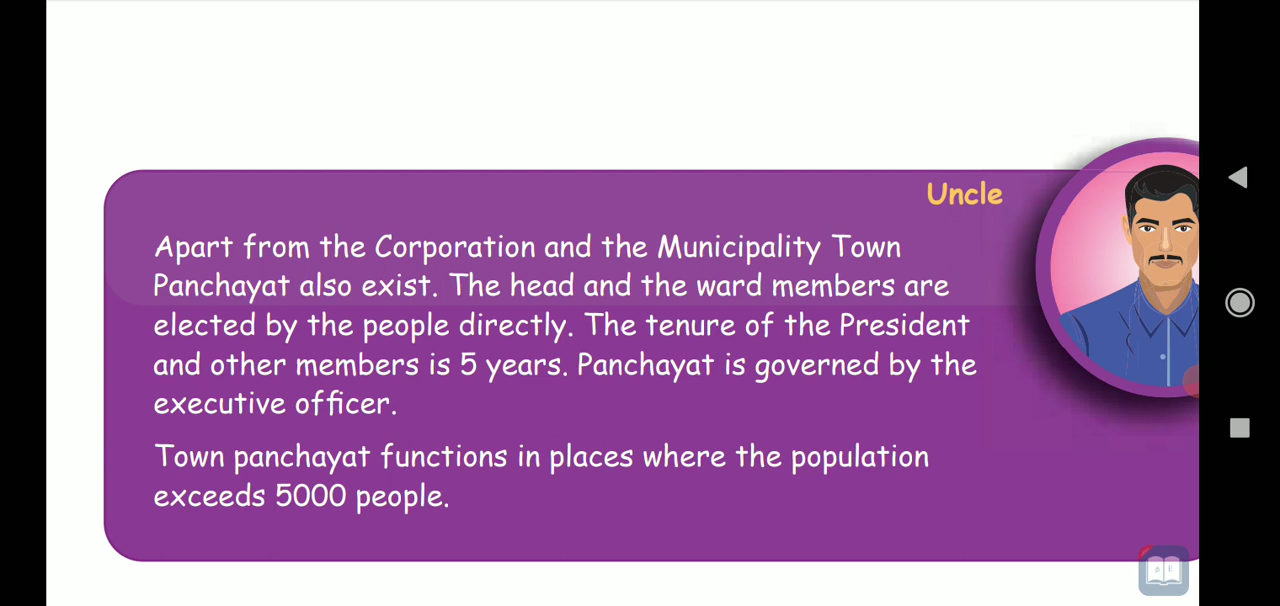 Uncle
Apart from the Corporation and the Municipality Town
Panchayat also exist. The head and the ward members are
elected by the people directly. The tenure of the President
and other members is 5 years. Panchayat is governed by the
executive officer.
Town panchayat functions in places where the population
exceeds 5000 people.